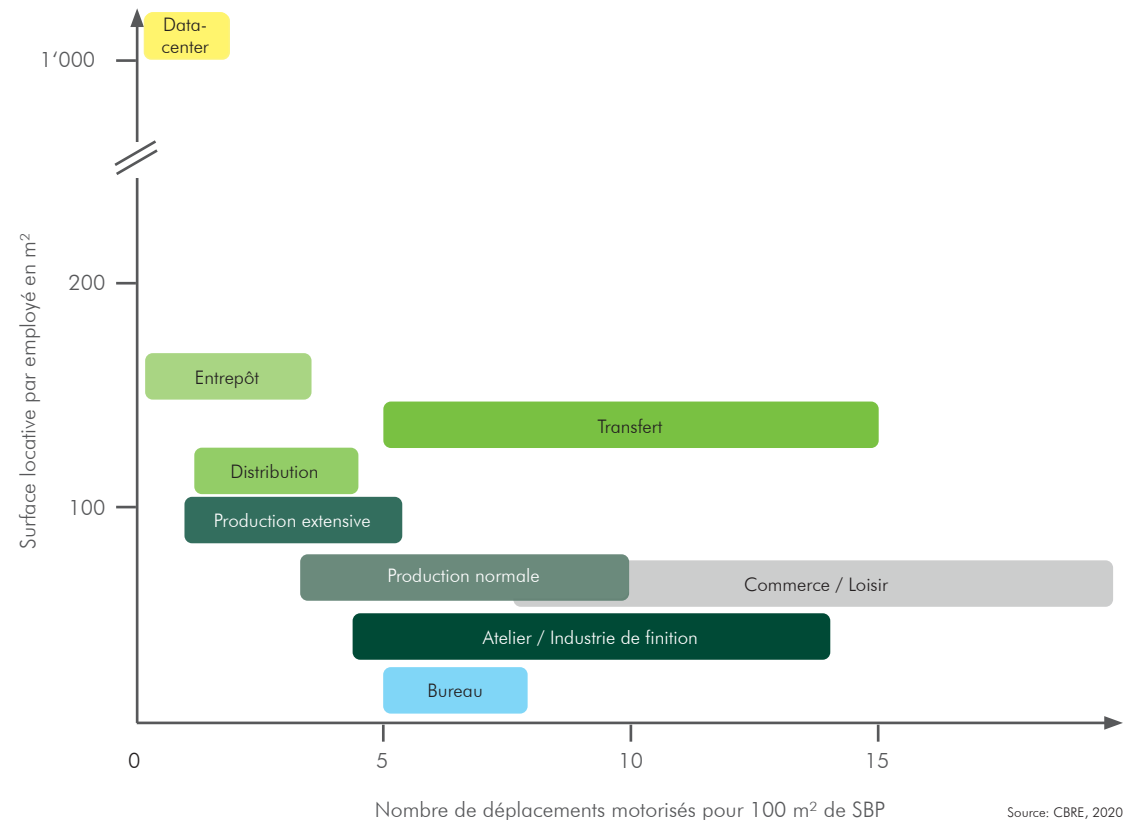 Data-
center
1‘000
Surface locative par employé en m²
200
Entrepôt
Transfert
Distribution
100
Production extensive
Production normale
Commerce / Loisir
Atelier / Industrie de finition
Bureau
0
5
10
15
Nombre de déplacements motorisés pour 100 m² de SBP
Source: CBRE, 2020